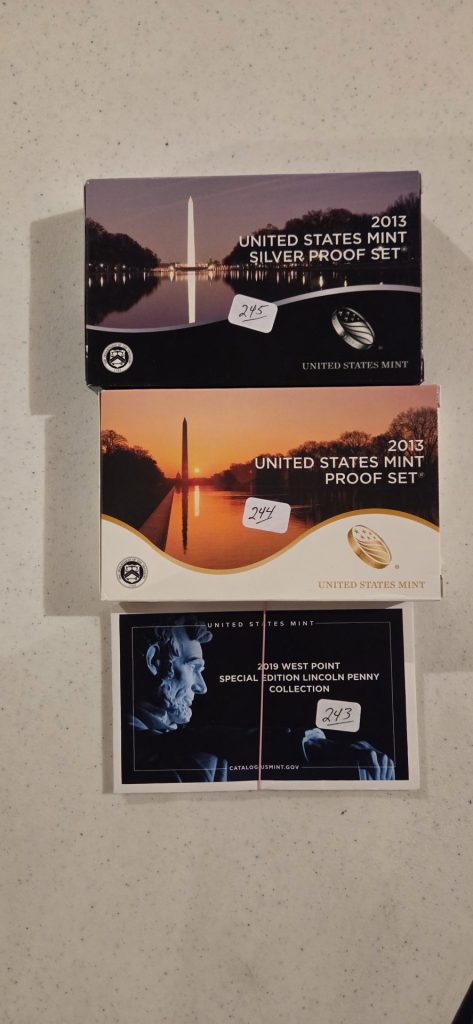 2013
UNITED STATES MINT
SILVER PROOF SET®
245
UNITED STATES MINT
2013
UNITED STATES MINT
PROOF SET®
244
UNITED STATES MINT
UNITED STATES MINT
2019 WEST POINT
SPECIAL EDITION LINCOLN PENNY
COLLECTION
243
CATALOG.USMINT.GOV